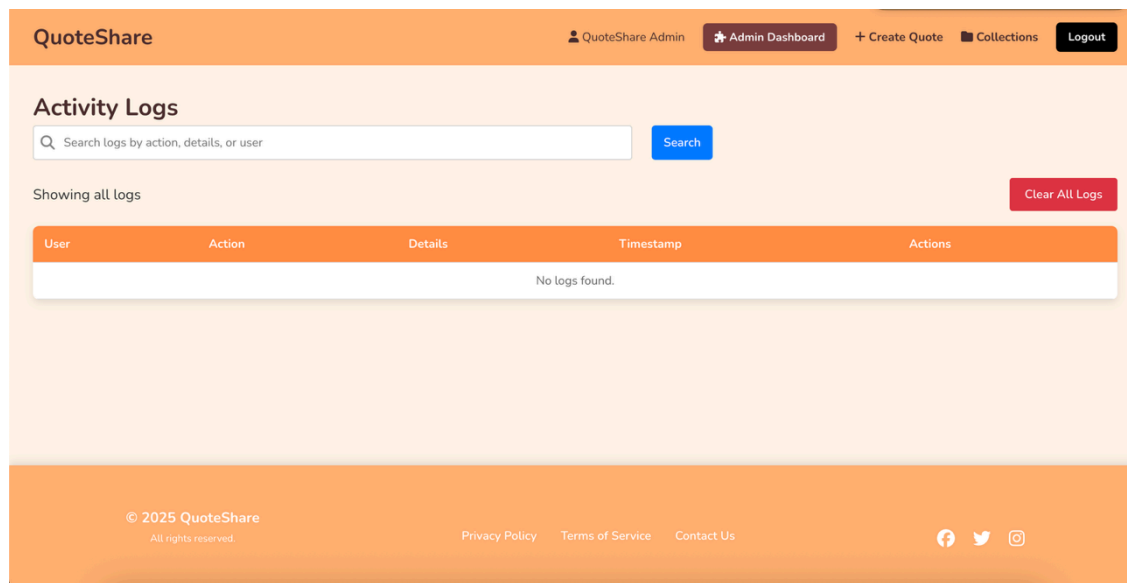 QuoteShare
QuoteShare Admin
Admin Dashboard
+ Create Quote
Collections
Logout
Activity Logs
Search logs by action, details, or user
Search
Showing all logs
Clear All Logs
User Action Details Timestamp Actions
No logs found.
© 2025 QuoteShare
All rights reserved.
Privacy Policy Terms of Service Contact Us